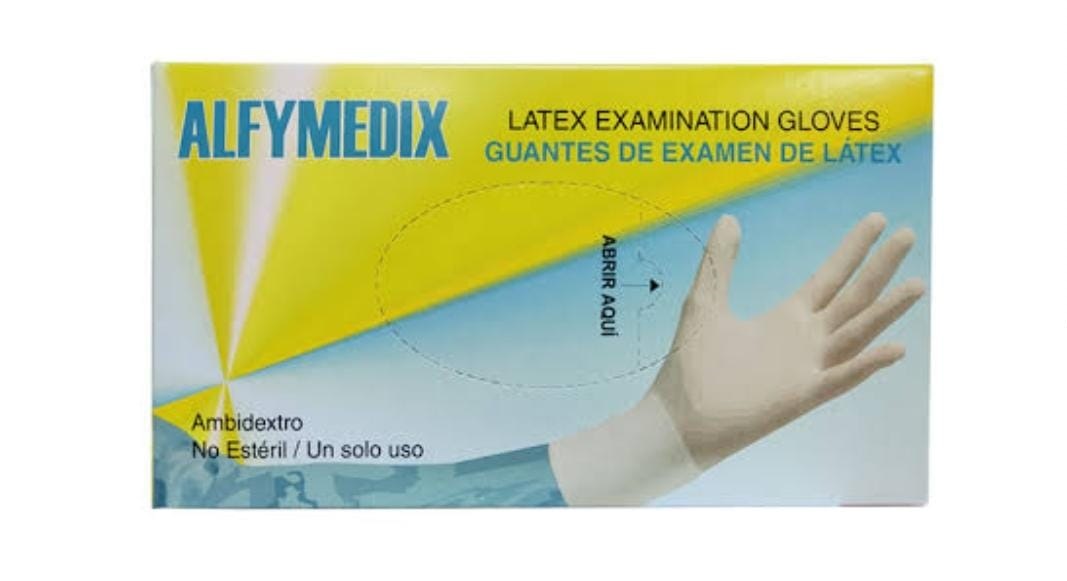 ALFYMEDIX
LATEX EXAMINATION GLOVES
GUANTES DE EXAMEN DE LÁTEX
ABRIR AQUÍ
Ambidextro
No Estéril / Un solo uso